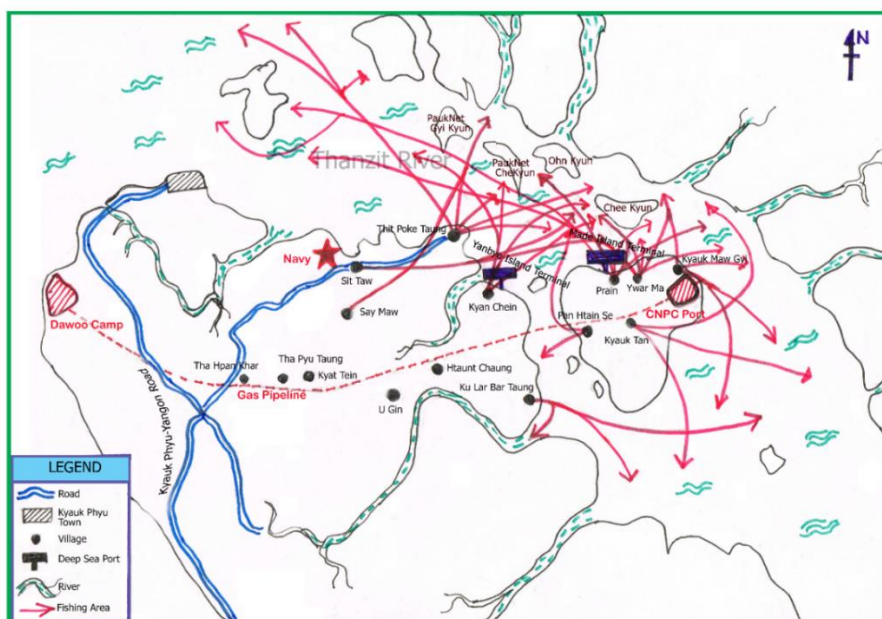 N
PaukNet
Gyi Kyun
PaukNet
CheKyun
Ohn Kyun
Thanzit River
Chee Kyun
Thit Poke Taung
Made Island Terminal
Yanbye Island Terminal
Navy
Sit Taw
Kyauk Maw Gyi
Prain
Ywar Ma
Kyan Chein
Say Maw
CNPC Port
Dawoo Camp
Pan Htain Se
Kyauk Tan
Tha Hpan Khar
Tha Pyu Taung
Kyat Tein
Htaunt Chaung
Gas Pipeline
Ku Lar Bar Taung
U Gin
Kyauk Phyu-Yangon Road
LEGEND
Road
Kyauk Phyu
Town
Village
Deep Sea Port
River
Fishing Area